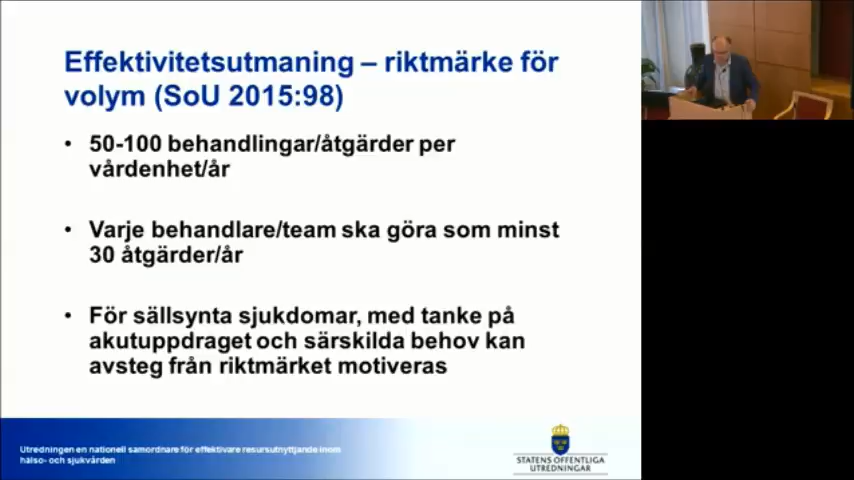 Effektivitetsutmaning – riktmärke för
volym (SoU 2015:98)
• 50-100 behandlingar/åtgärder per
vårdenhet/år
• Varje behandlare/team ska göra som minst
30 åtgärder/år
• För sällsynta sjukdomar, med tanke på
akutuppdraget och särskilda behov kan
avsteg från riktmärket motiveras
Utredningen en nationell samordnare för effektivare resursutnyttjande inom
hälso- och sjukvården
STATENS OFFENTLIGA
UTREDNINGAR